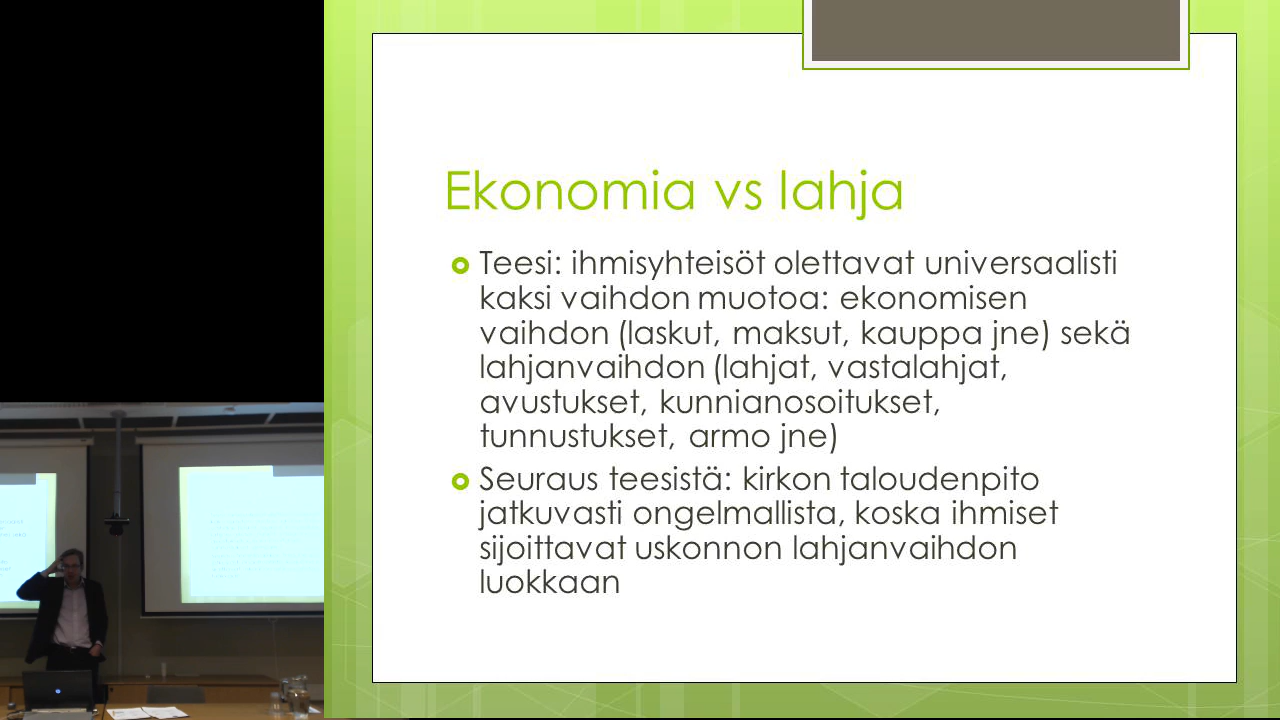 Ekonomia vs lahja
Teesi: ihmisyhteisöt olettavat universaalisti
kaksi vaihdon muotoa: ekonomisen
vaihdon (laskut, maksut, kauppa jne) sekä
lahjanvaihdon (lahjat, vastalahjat,
avustukset, kunnianosoitukset,
tunnustukset, armo jne)
Seuraus teesistä: kirkon taloudenpito
jatkuvasti ongelmallista, koska ihmiset
sijoittavat uskonnon lahjanvaihdon
luokkaan